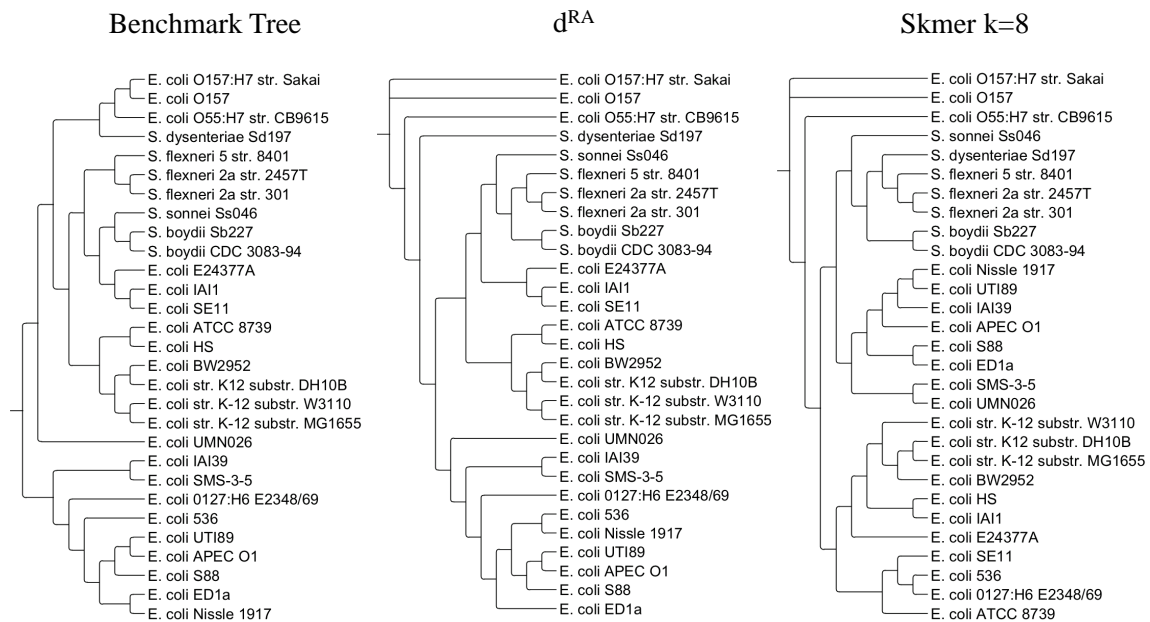 Benchmark Tree
E. coli O157:H7 str. Sakai
E. coli O157
E. coli O55:H7 str. CB9615
S. dysenteriae Sd197
S. flexneri 5 str. 8401
S. flexneri 2a str. 2457T
S. flexneri 2a str. 301
S. sonnei Ss046
S. boydii Sb227
S. boydii CDC 3083-94
E. coli E24377A
E. coli IAI1
E. coli SE11
E. coli ATCC 8739
E. coli HS
E. coli BW2952
E. coli str. K12 substr. DH10B
E. coli str. K-12 substr. W3110
E. coli str. K-12 substr. MG1655
E. coli UMN026
E. coli IAI39
E. coli SMS-3-5
E. coli 0127:H6 E2348/69
E. coli 536
E. coli UTI89
E. coli APEC O1
E. coli S88
E. coli ED1a
E. coli Nissle 1917
d^RA
E. coli O157:H7 str. Sakai
E. coli O157
E. coli O55:H7 str. CB9615
S. dysenteriae Sd197
S. sonnei Ss046
S. flexneri 5 str. 8401
S. flexneri 2a str. 2457T
S. flexneri 2a str. 301
S. boydii Sb227
S. boydii CDC 3083-94
E. coli E24377A
E. coli IAI1
E. coli SE11
E. coli ATCC 8739
E. coli HS
E. coli BW2952
E. coli str. K12 substr. DH10B
E. coli str. K-12 substr. W3110
E. coli str. K-12 substr. MG1655
E. coli UMN026
E. coli IAI39
E. coli SMS-3-5
E. coli 0127:H6 E2348/69
E. coli 536
E. coli Nissle 1917
E. coli UTI89
E. coli APEC O1
E. coli S88
E. coli ED1a
Skmer k=8
E. coli O157:H7 str. Sakai
E. coli O157
E. coli O55:H7 str. CB9615
S. sonnei Ss046
S. dysenteriae Sd197
S. flexneri 5 str. 8401
S. flexneri 2a str. 2457T
S. flexneri 2a str. 301
S. boydii Sb227
S. boydii CDC 3083-94
E. coli Nissle 1917
E. coli UTI89
E. coli IAI39
E. coli APEC O1
E. coli S88
E. coli ED1a
E. coli SMS-3-5
E. coli UMN026
E. coli str. K-12 substr. W3110
E. coli str. K12 substr. DH10B
E. coli str. K-12 substr. MG1655
E. coli BW2952
E. coli HS
E. coli IAI1
E. coli E24377A
E. coli SE11
E. coli 536
E. coli 0127:H6 E2348/69
E. coli ATCC 8739